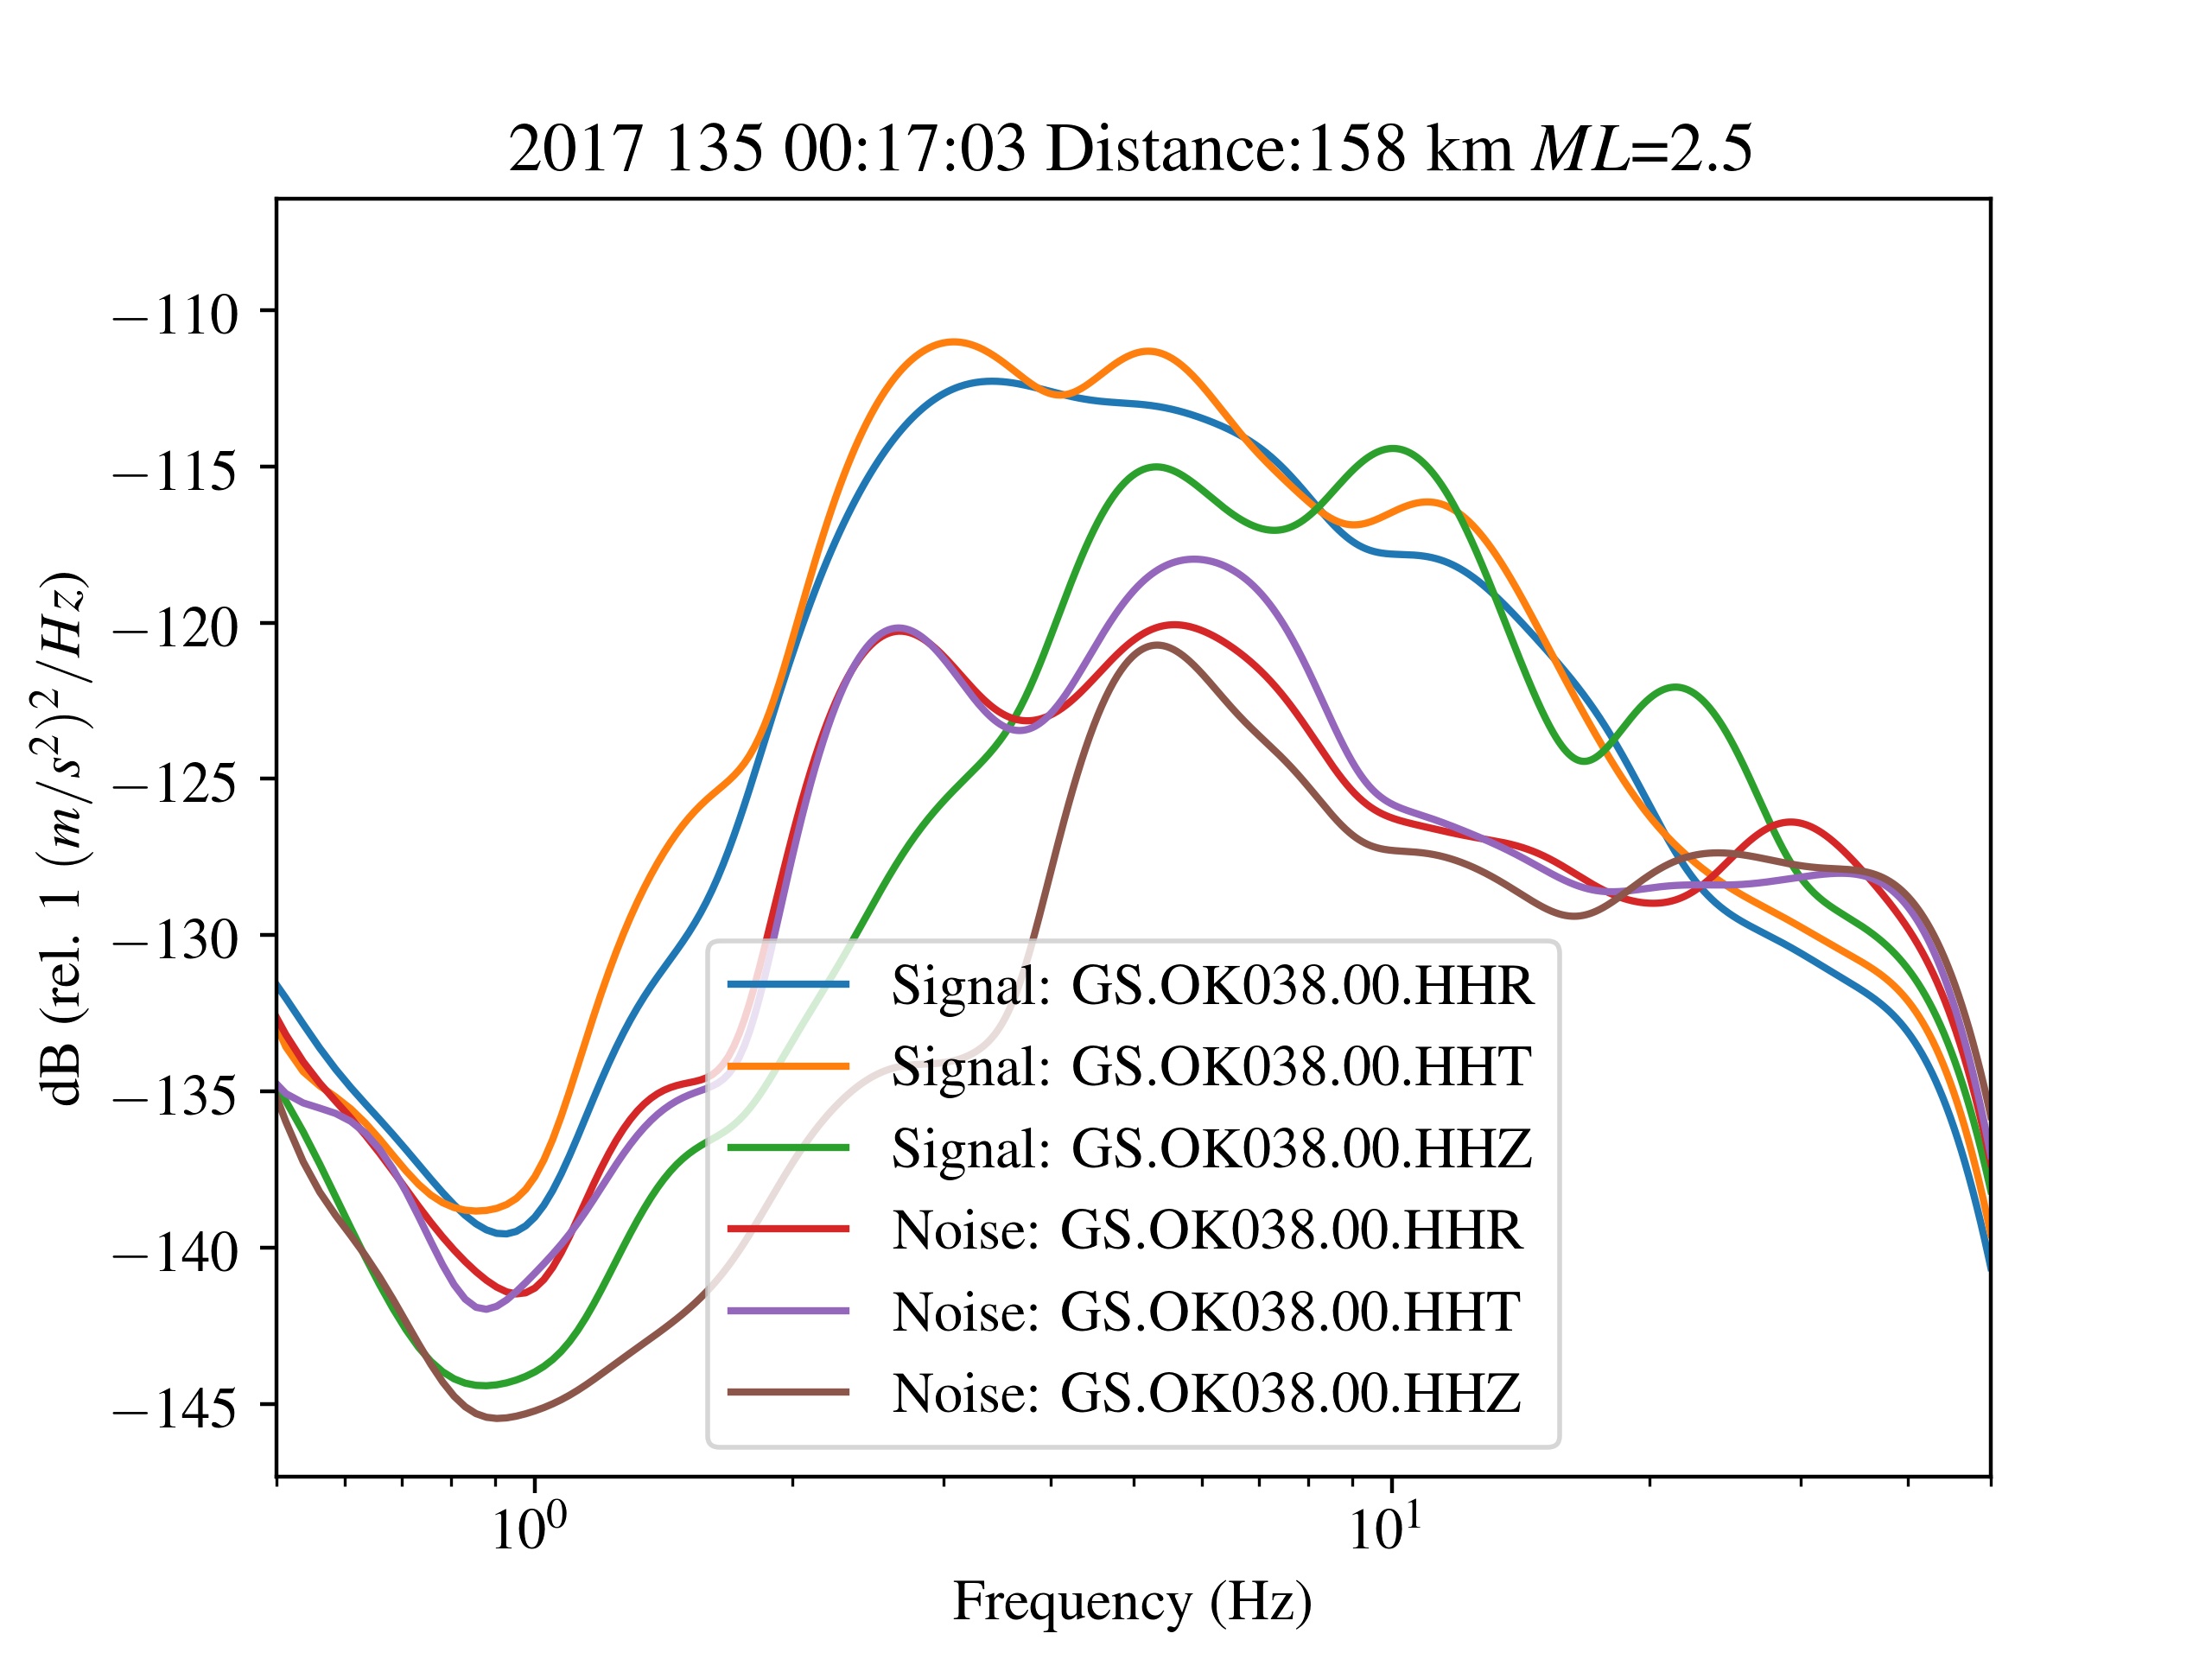 2017 135 00:17:03 Distance:158 km ML=2.5
dB (rel. 1 (m/s²)²/Hz)
−110
−115
−120
−125
−130
−135
−140
−145
Signal: GS.OK038.00.HHR
Signal: GS.OK038.00.HHT
Signal: GS.OK038.00.HHZ
Noise: GS.OK038.00.HHR
Noise: GS.OK038.00.HHT
Noise: GS.OK038.00.HHZ
10⁰ 10¹
Frequency (Hz)